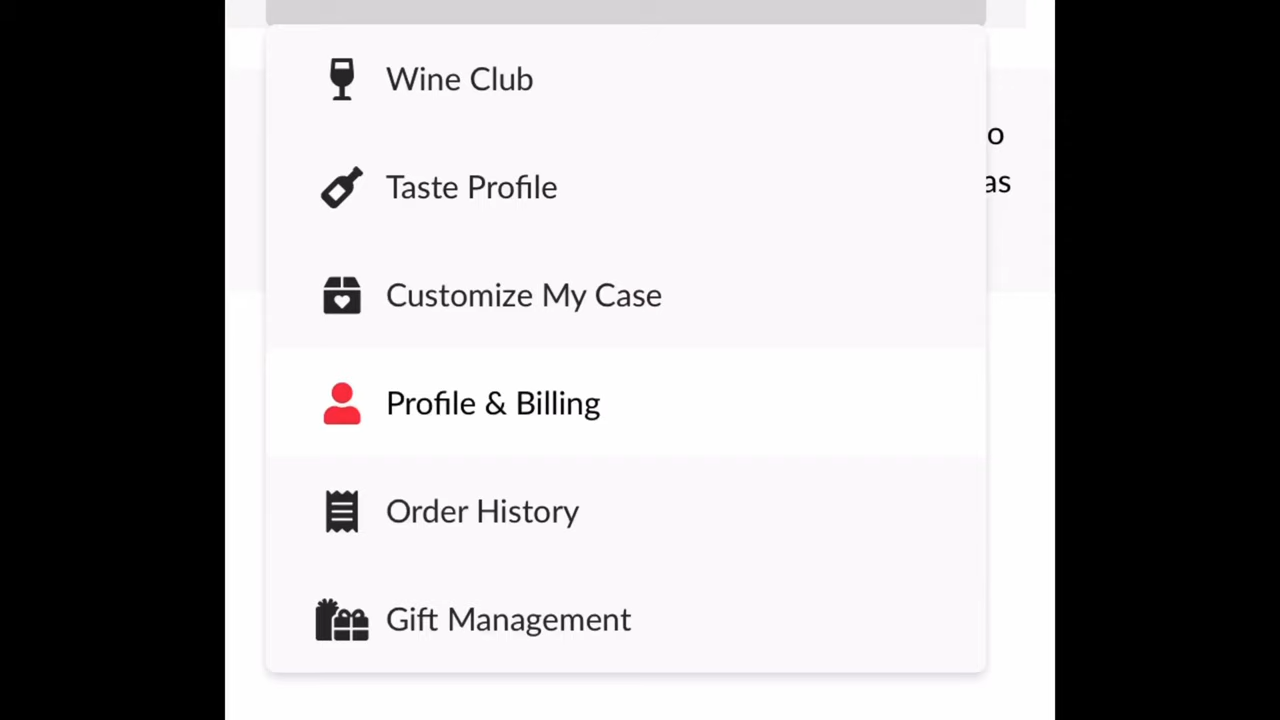 Wine Club
Taste Profile
Customize My Case
Profile & Billing
Order History
Gift Management